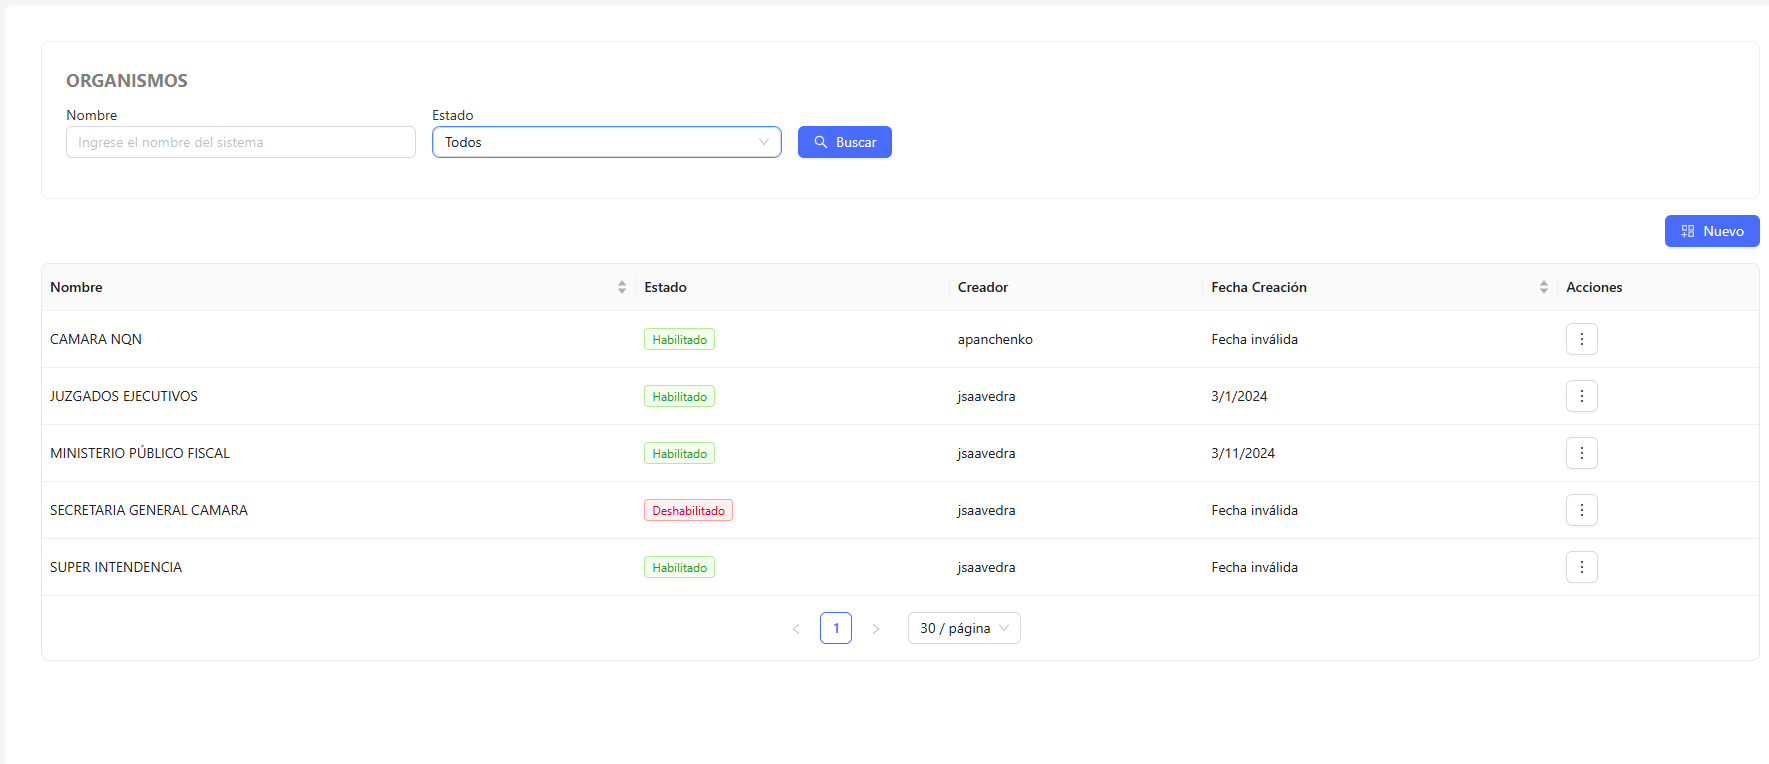 ORGANISMOS
Nombre Estado
Ingrese el nombre del sistema Todos Buscar
Nuevo
Nombre Estado Creador Fecha Creación Acciones
CAMARA NQN Habilitado apanchenko Fecha inválida
JUZGADOS EJECUTIVOS Habilitado jsaavedra 3/1/2024
MINISTERIO PÚBLICO FISCAL Habilitado jsaavedra 3/11/2024
SECRETARIA GENERAL CAMARA Deshabilitado jsaavedra Fecha inválida
SUPER INTENDENCIA Habilitado jsaavedra Fecha inválida
< 1 > 30 / página